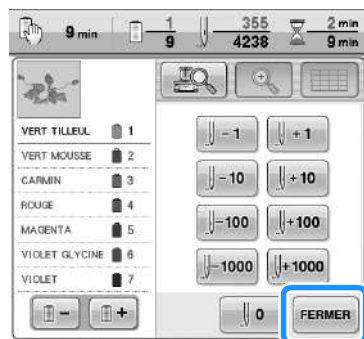 9 min 1 355 2 min
9 4238 9 min
VERT TILLEUL 1
VERT MOUSSE 2
CARMIN 3
ROUGE 4
MAGENTA 5
VIOLET GLYCINE 6
VIOLET 7
-1 +1
-10 +10
-100 +100
-1000 +1000
- + 0 FERMER